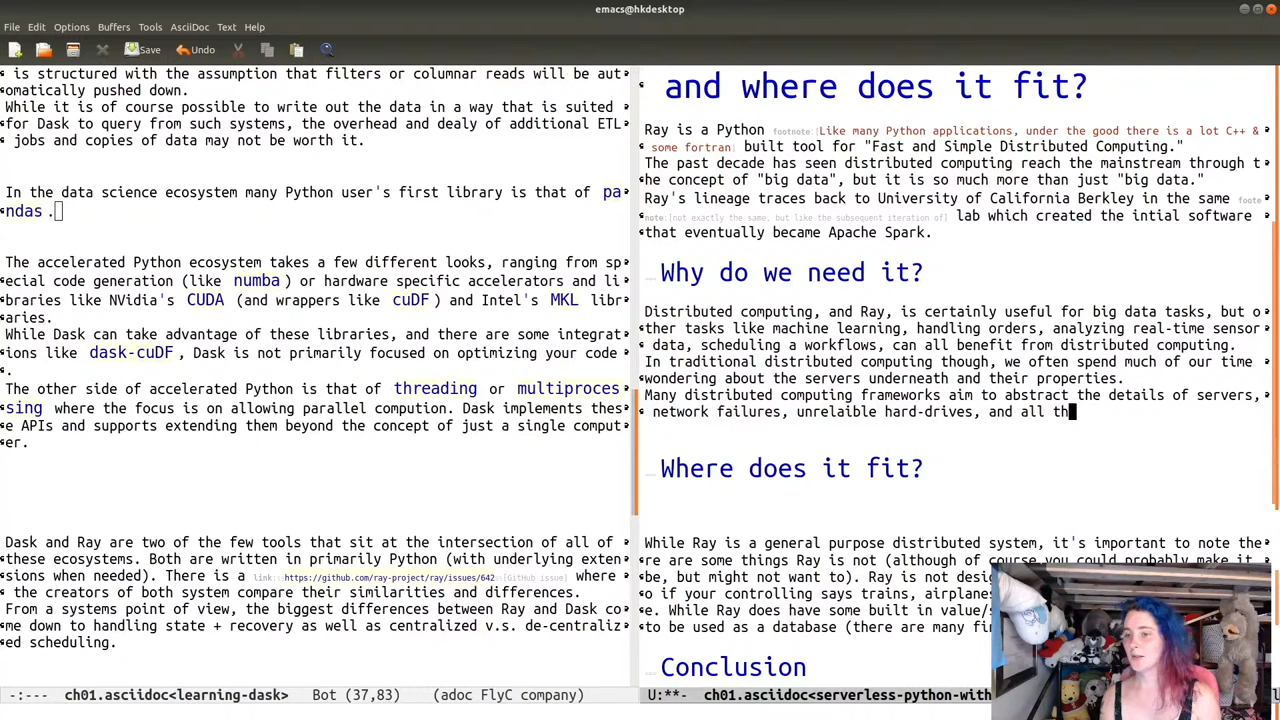 emacs@hkdesktop
File Edit Options Buffers Tools AsciiDoc Text Help
Save Undo
is structured with the assumption that filters or columnar reads will be aut
omatically pushed down.
While it is of course possible to write out the data in a way that is suited
for Dask to query from such systems, the overhead and dealy of additional ETL
jobs and copies of data may not be worth it.
In the data science ecosystem many Python user's first library is that of pa
ndas.
The accelerated Python ecosystem takes a few different looks, ranging from sp
ecial code generation (like numba) or hardware specific accelerators and li
braries like NVidia's CUDA (and wrappers like cuDF) and Intel's MKL libr
aries.
While Dask can take advantage of these libraries, and there are some integrat
ions like dask-cuDF, Dask is not primarily focused on optimizing your code
.
The other side of accelerated Python is that of threading or multiproces
sing where the focus is on allowing parallel compution. Dask implements thes
e APIs and supports extending them beyond the concept of just a single comput
er.
Dask and Ray are two of the few tools that sit at the intersection of all of
these ecosystems. Both are written in primarily Python (with underlying exten
sions when needed). There is a link:https://github.com/ray-project/ray/issues/642[GitHub issue] where
the creators of both system compare their similarities and differences.
From a systems point of view, the biggest differences between Ray and Dask co
me down to handling state + recovery as well as centralized v.s. de-centraliz
ed scheduling.
-:--- ch01.asciidoc<learning-dask> Bot (37,83) (adoc FlyC company)
and where does it fit?
Ray is a Python footnote:[Like many Python applications, under the good there is a lot C++ &
some fortran] built tool for "Fast and Simple Distributed Computing."
The past decade has seen distributed computing reach the mainstream through t
he concept of "big data", but it is so much more than just "big data."
Ray's lineage traces back to University of California Berkley in the same foote
note:[not exactly the same, but like the subsequent iteration of] lab which created the intial software
that eventually became Apache Spark.
Why do we need it?
Distributed computing, and Ray, is certainly useful for big data tasks, but o
ther tasks like machine learning, handling orders, analyzing real-time sensor
data, scheduling a workflows, can all benefit from distributed computing.
In traditional distributed computing though, we often spend much of our time
wondering about the servers underneath and their properties.
Many distributed computing frameworks aim to abstract the details of servers,
network failures, unrelaible hard-drives, and all th
Where does it fit?
While Ray is a general purpose distributed system, it's important to note the
re are some things Ray is not (although of course you could probably make it
be, but might not want to). Ray is not desig
o if your controlling says trains, airplanes
e. While Ray does have some built in value/s
to be used as a database (there are many fin
Conclusion
U:**- ch01.asciidoc<serverless-python-with